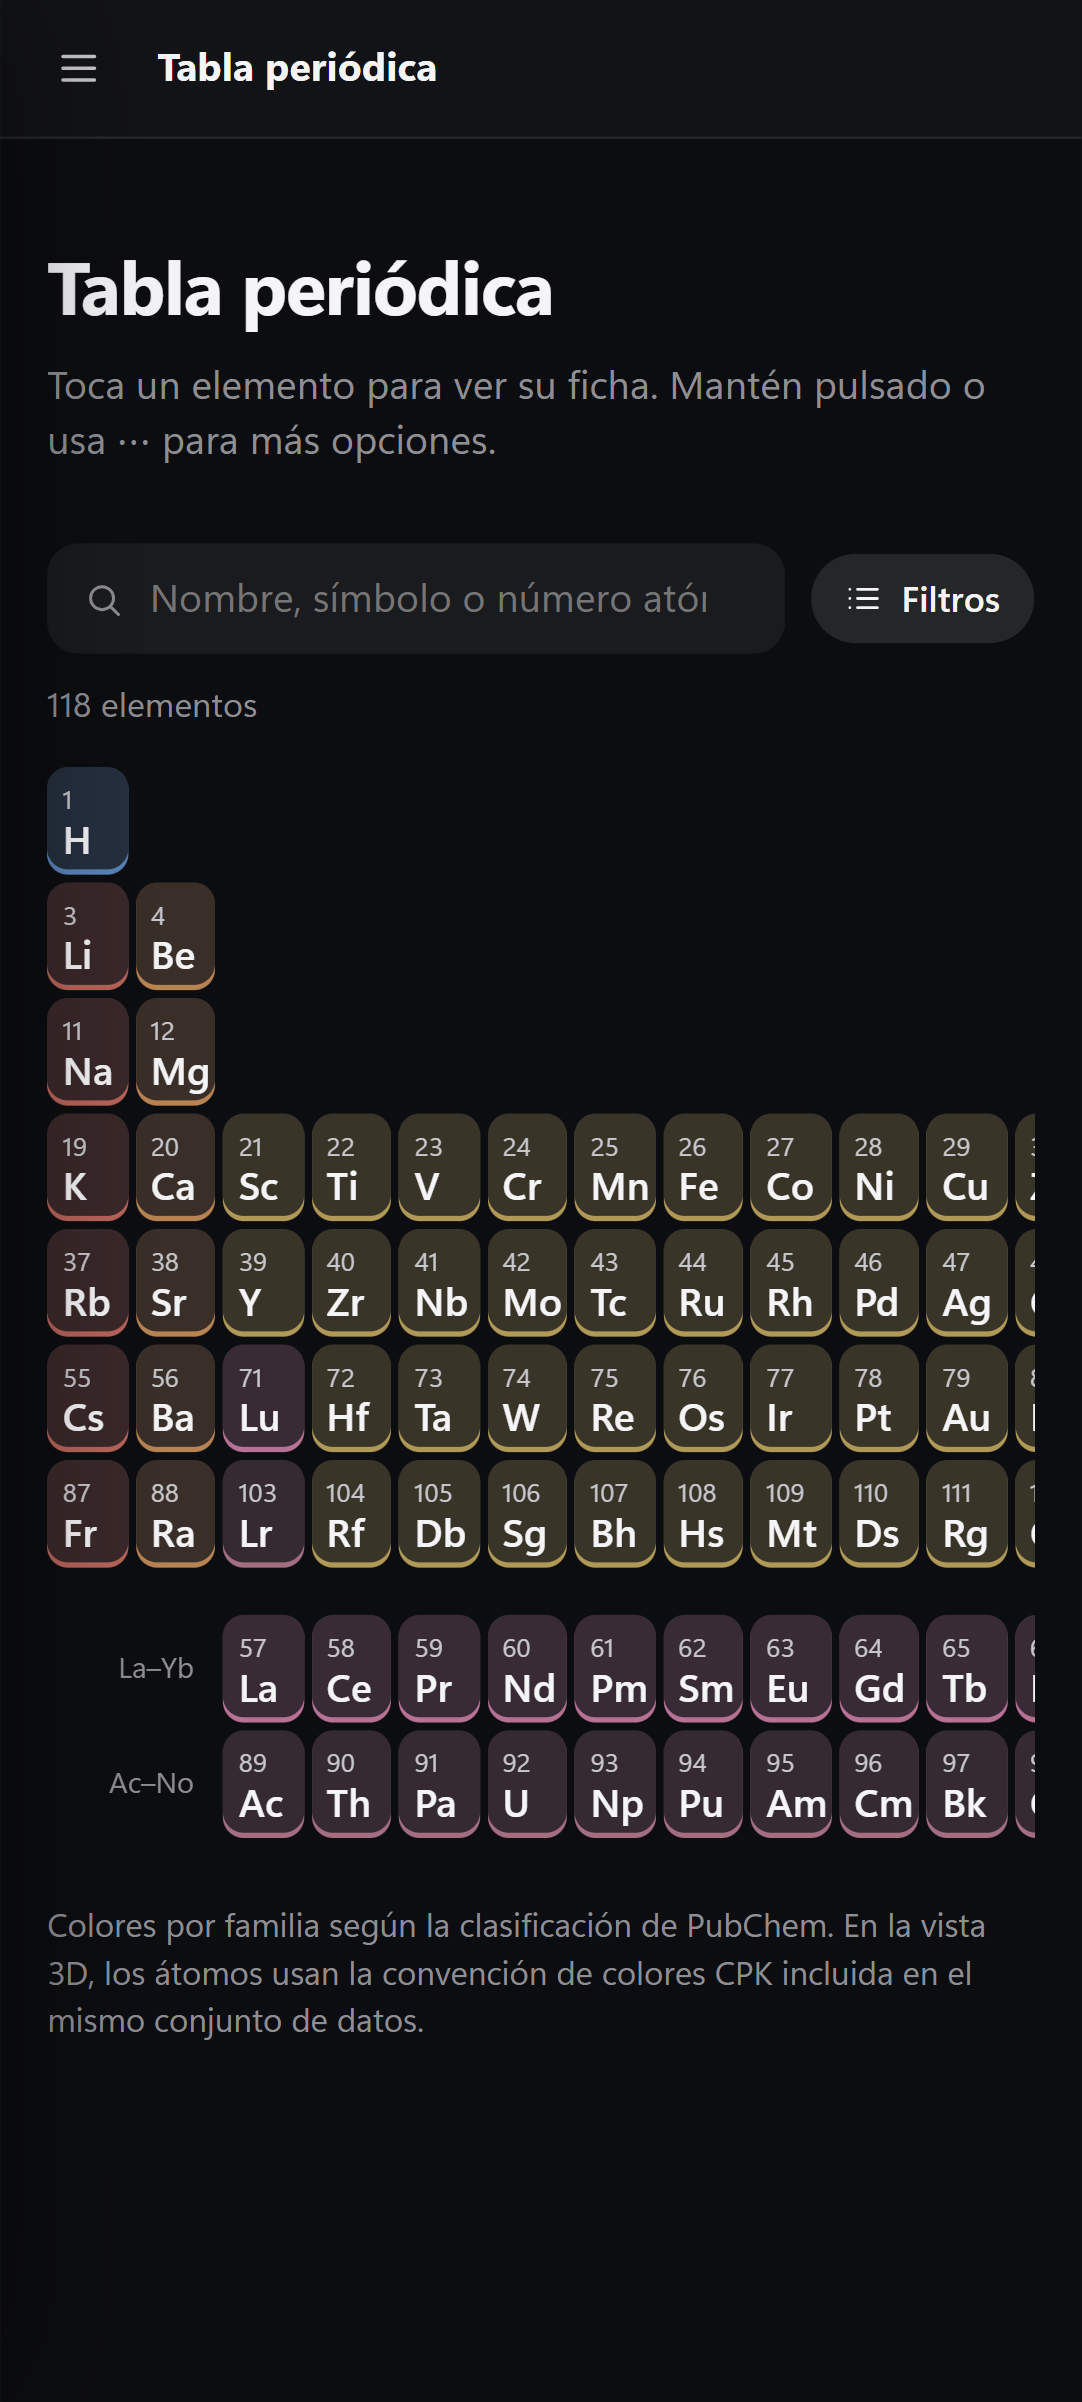 Tabla periódica
Tabla periódica
Toca un elemento para ver su ficha. Mantén pulsado o
usa ··· para más opciones.
Nombre, símbolo o número
Filtros
118 elementos
1
H
3 4
Li Be
11 12
Na Mg
19 20 21 22 23 24 25 26 27 28 29
K Ca Sc Ti V Cr Mn Fe Co Ni Cu
37 38 39 40 41 42 43 44 45 46 47
Rb Sr Y Zr Nb Mo Tc Ru Rh Pd Ag
55 56 71 72 73 74 75 76 77 78 79
Cs Ba Lu Hf Ta W Re Os Ir Pt Au
87 88 103 104 105 106 107 108 109 110 111
Fr Ra Lr Rf Db Sg Bh Hs Mt Ds Rg
57 58 59 60 61 62 63 64 65
La–Yb La Ce Pr Nd Pm Sm Eu Gd Tb
89 90 91 92 93 94 95 96 97
Ac–No Ac Th Pa U Np Pu Am Cm Bk
Colores por familia según la clasificación de PubChem. En la vista
3D, los átomos usan la convención de colores CPK incluida en el
mismo conjunto de datos.